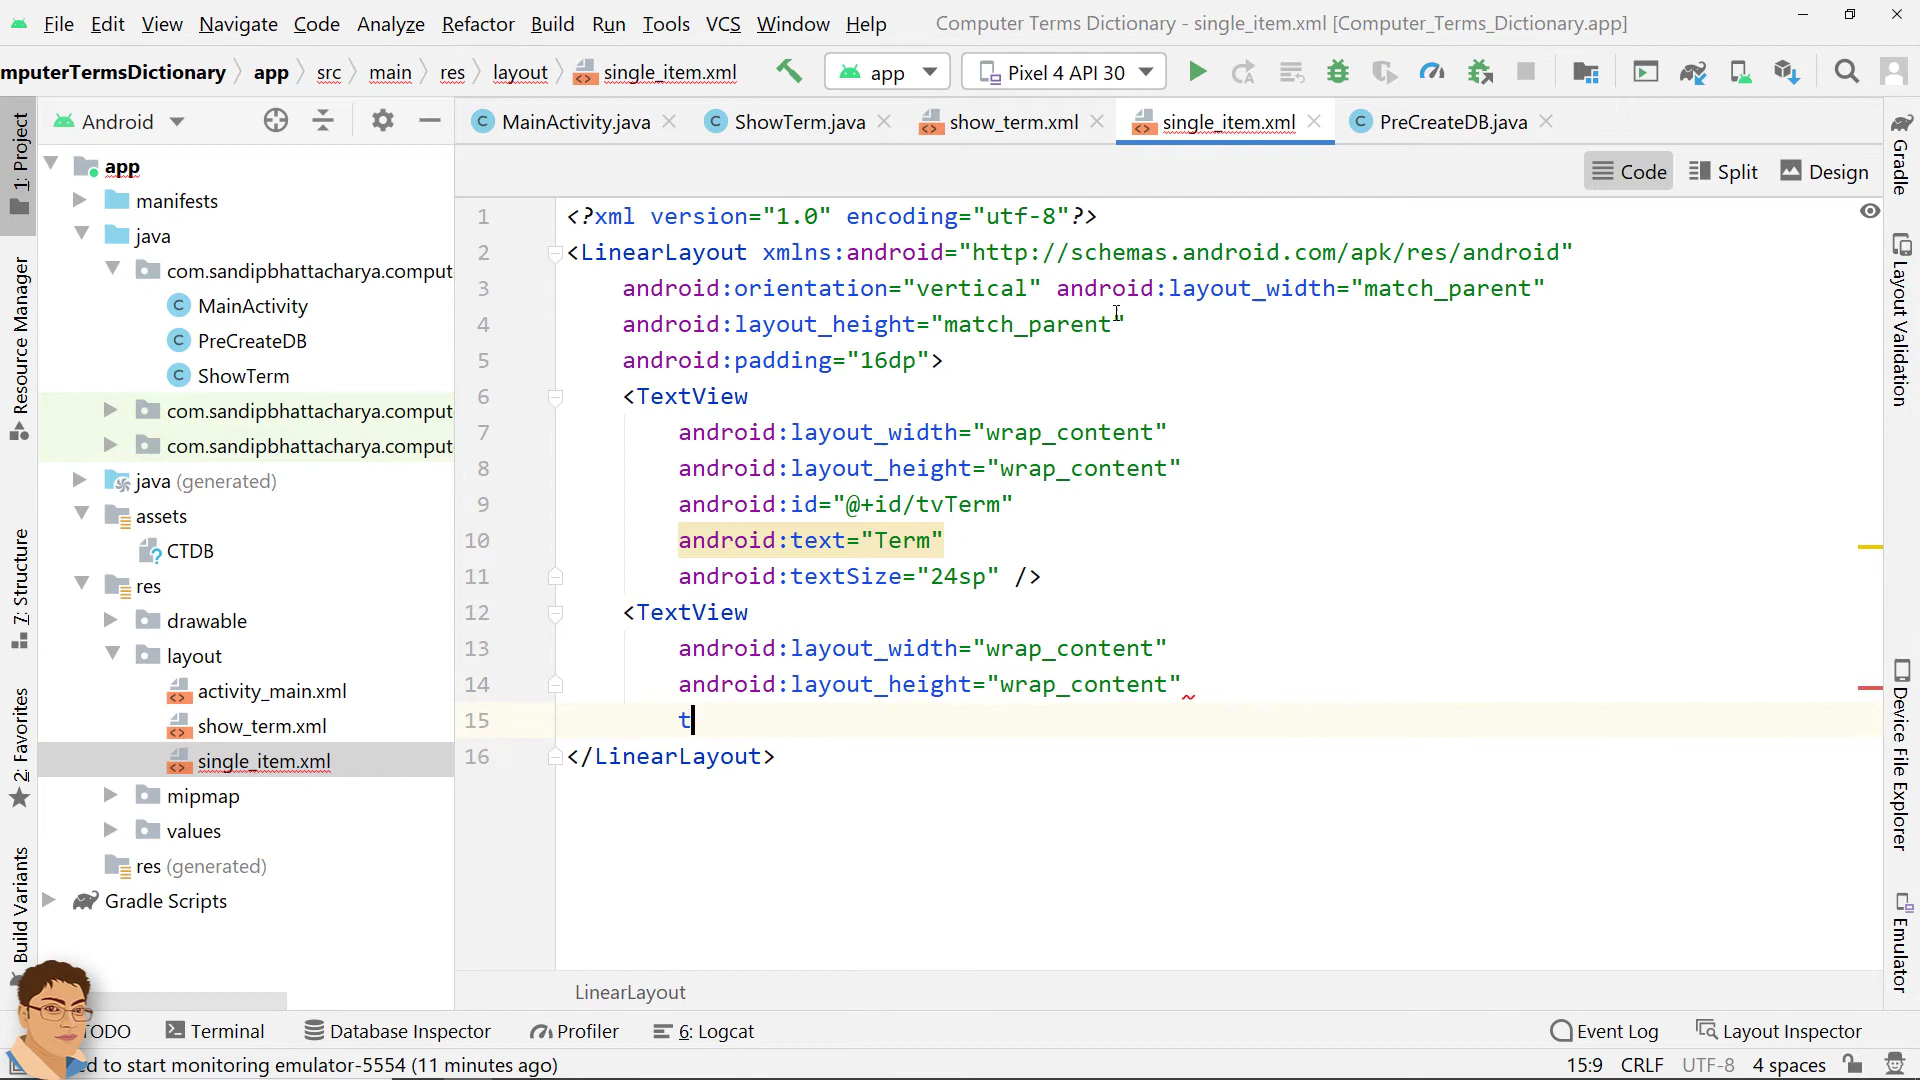 File Edit View Navigate Code Analyze Refactor Build Run Tools VCS Window Help Computer Terms Dictionary - single_item.xml [Computer_Terms_Dictionary.app]
mputerTermsDictionary app src main res layout single_item.xml app Pixel 4 API 30
Android MainActivity.java ShowTerm.java show_term.xml single_item.xml PreCreateDB.java
Code Split Design
1: Project
Resource Manager
7: Structure
2: Favorites
Build Variants
app
manifests
java
com.sandipbhattacharya.comput
MainActivity
PreCreateDB
ShowTerm
com.sandipbhattacharya.comput
com.sandipbhattacharya.comput
java (generated)
assets
CTDB
res
drawable
layout
activity_main.xml
show_term.xml
single_item.xml
mipmap
values
res (generated)
Gradle Scripts
1 <?xml version="1.0" encoding="utf-8"?>
2 <LinearLayout xmlns:android="http://schemas.android.com/apk/res/android"
3 android:orientation="vertical" android:layout_width="match_parent"
4 android:layout_height="match_parent"
5 android:padding="16dp">
6 <TextView
7 android:layout_width="wrap_content"
8 android:layout_height="wrap_content"
9 android:id="@+id/tvTerm"
10 android:text="Term"
11 android:textSize="24sp" />
12 <TextView
13 android:layout_width="wrap_content"
14 android:layout_height="wrap_content"
15 t
16 </LinearLayout>
LinearLayout
Gradle
Layout Validation
Device File Explorer
Emulator
TODO Terminal Database Inspector Profiler 6: Logcat Event Log Layout Inspector
ed to start monitoring emulator-5554 (11 minutes ago) 15:9 CRLF UTF-8 4 spaces